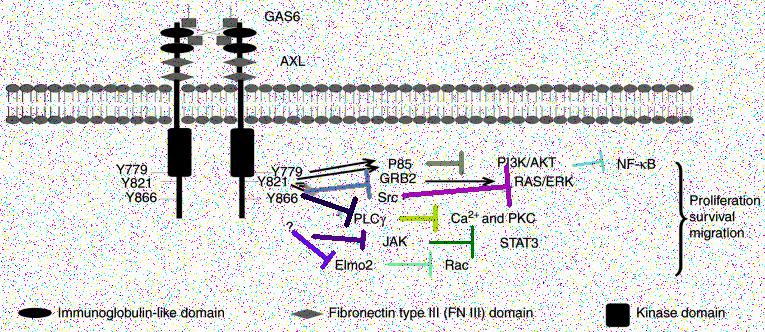 GAS6
AXL
Y779
Y821
Y866
Y779
Y821
Y866
?
P85
GRB2
Src
PLCγ
JAK
Elmo2
PI3K/AKT
RAS/ERK
Ca2+ and PKC
STAT3
Rac
NF-κB
Proliferation
survival
migration
Immunoglobulin-like domain
Fibronectin type III (FN III) domain
Kinase domain